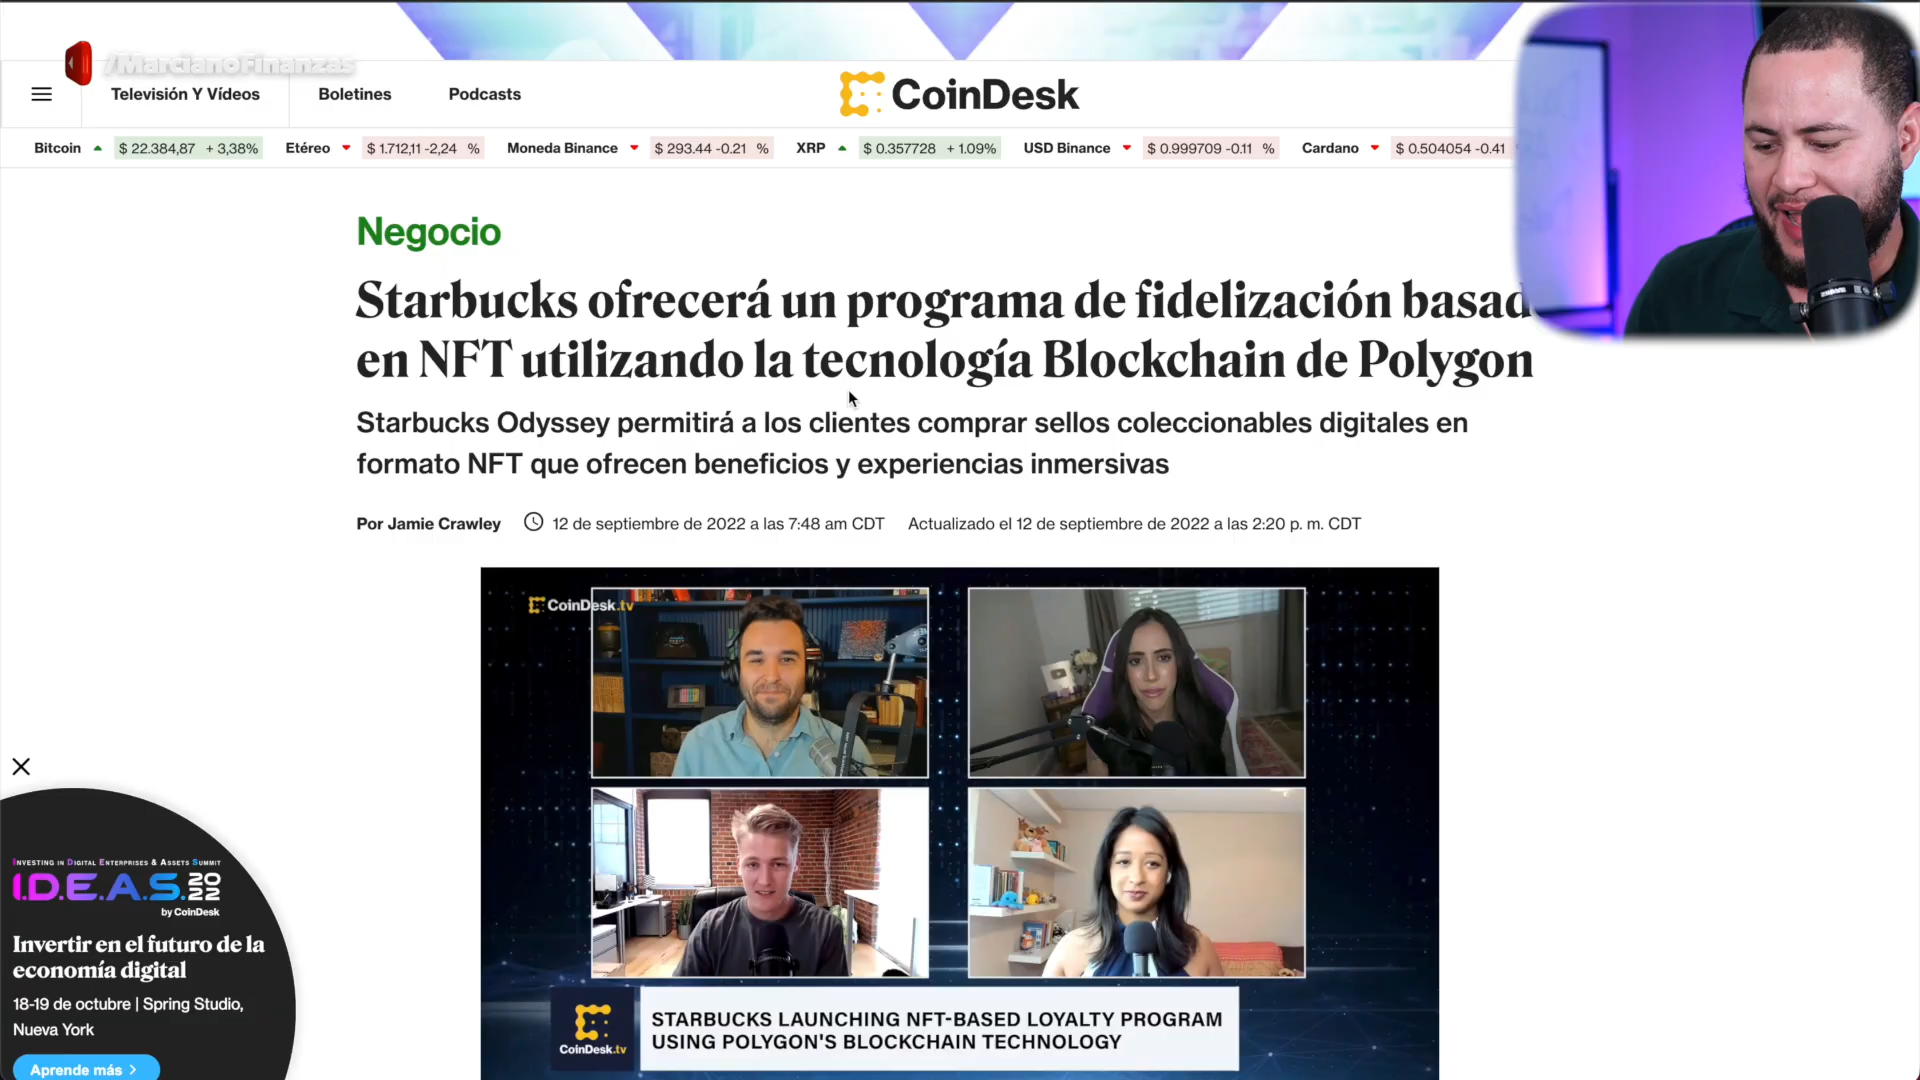 /MarcianoFinanzas
Televisión Y Vídeos
Boletines
Podcasts
CoinDesk
Bitcoin $ 22.384,87 + 3,38%
Etéreo $ 1.712,11 -2,24 %
Moneda Binance $ 293.44 -0.21 %
XRP $ 0.357728 + 1.09%
USD Binance $ 0.999709 -0.11 %
Cardano $ 0.504054 -0.41
Negocio
Starbucks ofrecerá un programa de fidelización basad
en NFT utilizando la tecnología Blockchain de Polygon
Starbucks Odyssey permitirá a los clientes comprar sellos coleccionables digitales en
formato NFT que ofrecen beneficios y experiencias inmersivas
Por Jamie Crawley 12 de septiembre de 2022 a las 7:48 am CDT Actualizado el 12 de septiembre de 2022 a las 2:20 p. m. CDT
CoinDesk.tv
STARBUCKS LAUNCHING NFT-BASED LOYALTY PROGRAM
USING POLYGON'S BLOCKCHAIN TECHNOLOGY
CoinDesk.tv
INVESTING IN DIGITAL ENTERPRISES & ASSETS SUMMIT
I.D.E.A.S. 2022
by CoinDesk
Invertir en el futuro de la
economía digital
18-19 de octubre | Spring Studio,
Nueva York
Aprende más >